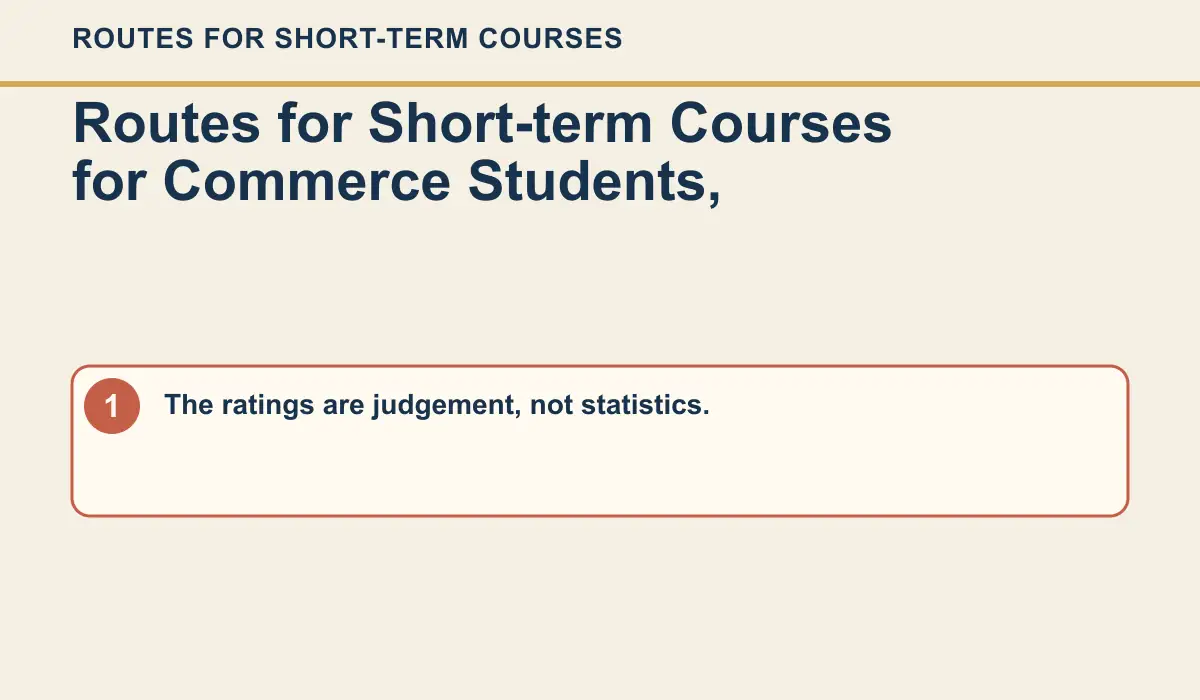 ROUTES FOR SHORT-TERM COURSES
Routes for Short-term Courses
for Commerce Students,
1 The ratings are judgement, not statistics.